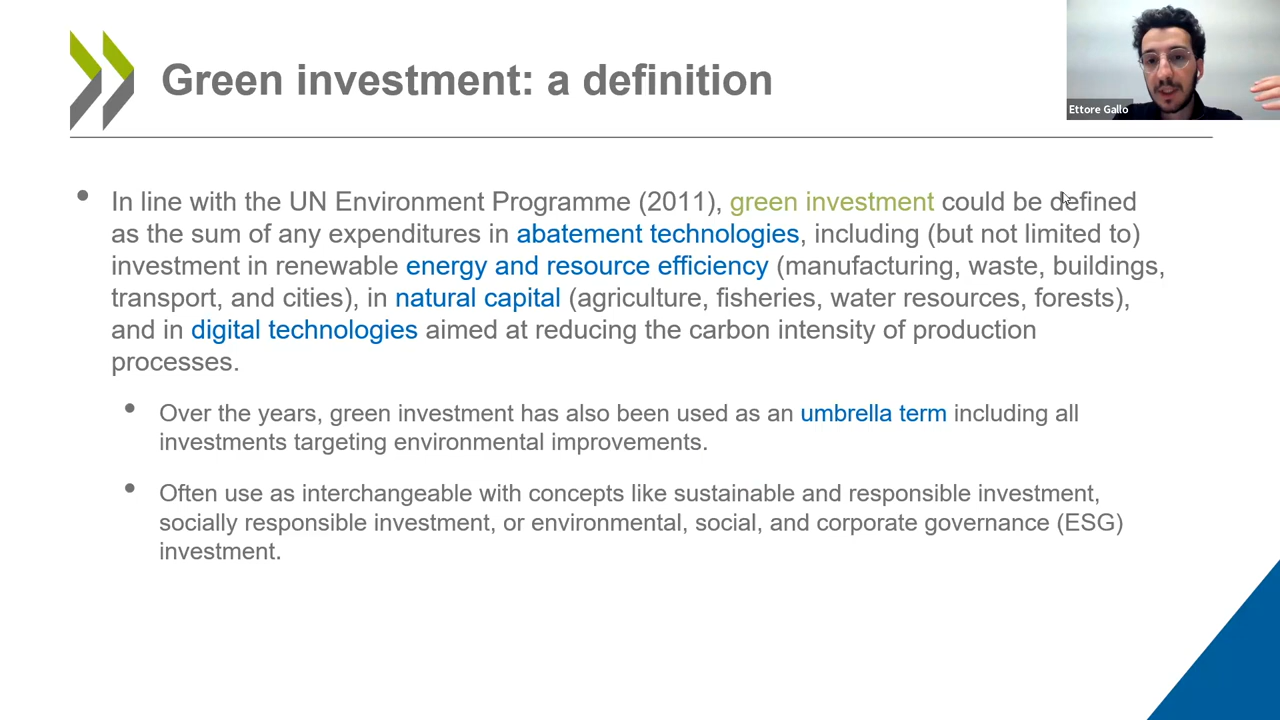 Green investment: a definition
Ettore Gallo
• In line with the UN Environment Programme (2011), green investment could be defined
as the sum of any expenditures in abatement technologies, including (but not limited to)
investment in renewable energy and resource efficiency (manufacturing, waste, buildings,
transport, and cities), in natural capital (agriculture, fisheries, water resources, forests),
and in digital technologies aimed at reducing the carbon intensity of production
processes.
• Over the years, green investment has also been used as an umbrella term including all
investments targeting environmental improvements.
• Often use as interchangeable with concepts like sustainable and responsible investment,
socially responsible investment, or environmental, social, and corporate governance (ESG)
investment.